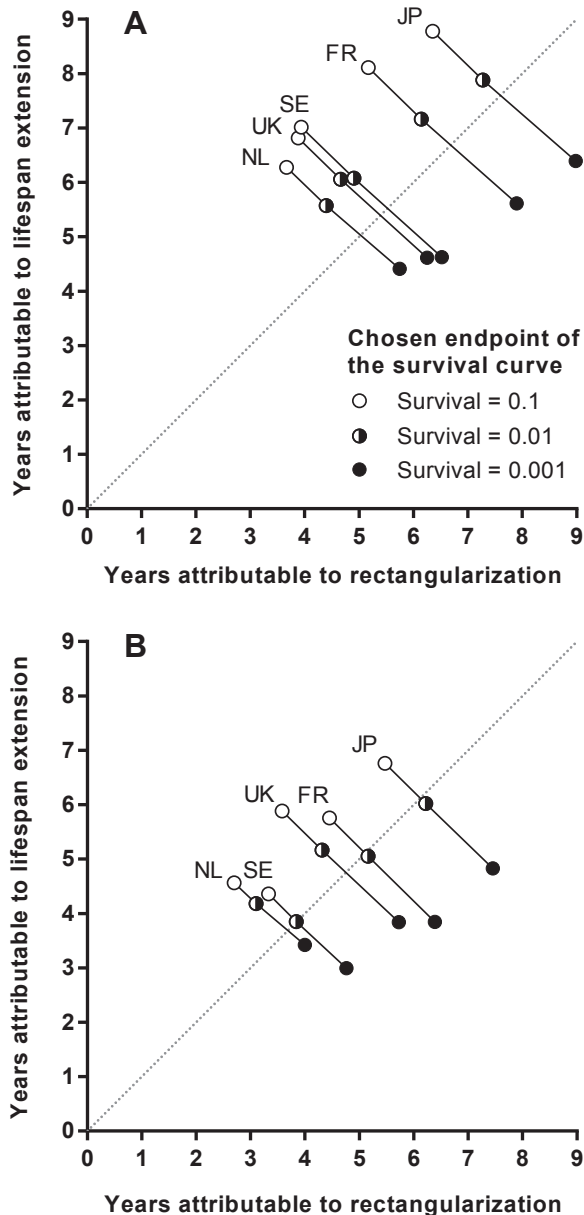 A
9
8
7
6
5
4
3
2
1
0
Years attributable to lifespan extension
JP
FR
SE
UK
NL
Chosen endpoint of
the survival curve
Survival = 0.1
Survival = 0.01
Survival = 0.001
0 1 2 3 4 5 6 7 8 9
Years attributable to rectangularization
B
9
8
7
6
5
4
3
2
1
0
Years attributable to lifespan extension
JP
UK FR
NL SE
0 1 2 3 4 5 6 7 8 9
Years attributable to rectangularization